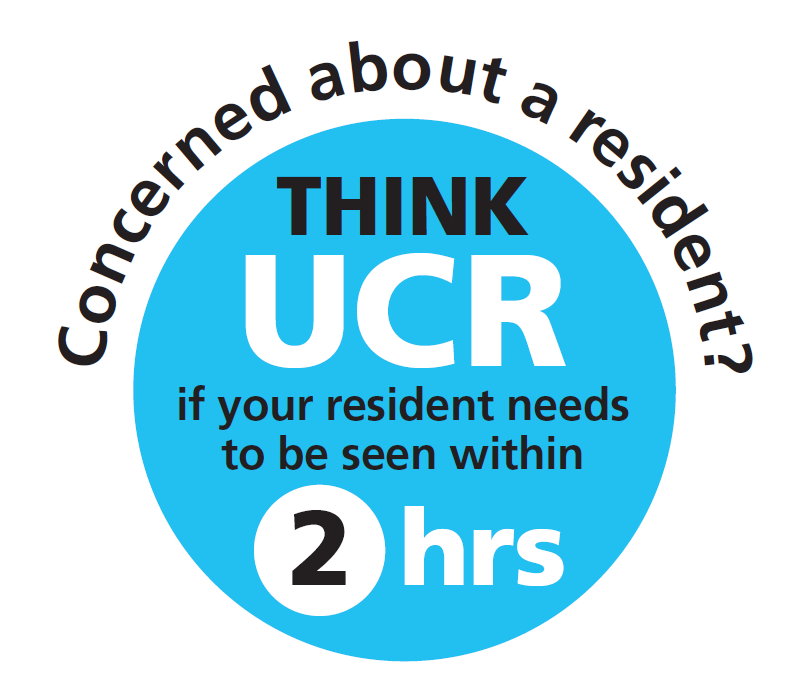 Concerned about a resident?
THINK
UCR
if your resident needs
to be seen within
2 hrs